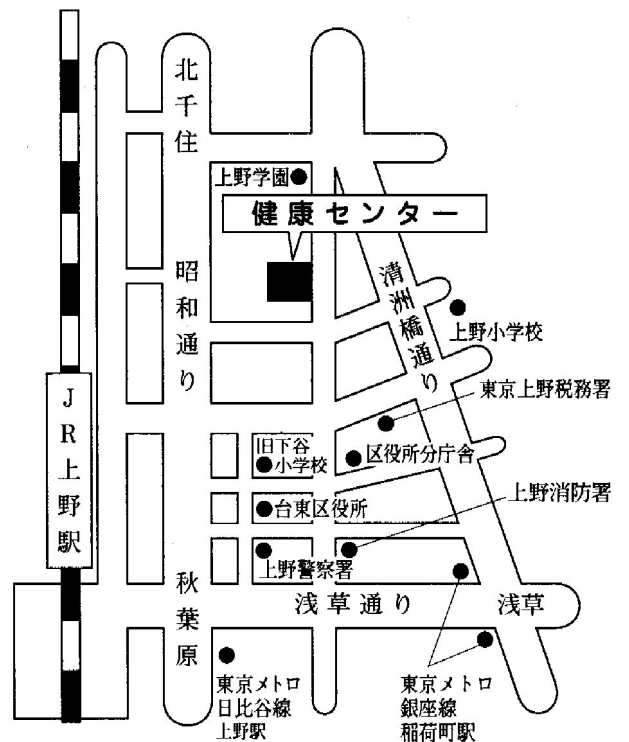 北千住
上野学園
健康センター
昭和通り
清洲橋通り
上野小学校
東京上野税務署
JR上野駅
旧下谷
小学校
区役所分庁舎
台東区役所
上野消防署
上野警察署
秋葉原
浅草通り
浅草
東京メトロ
日比谷線
上野駅
東京メトロ
銀座線
稲荷町駅